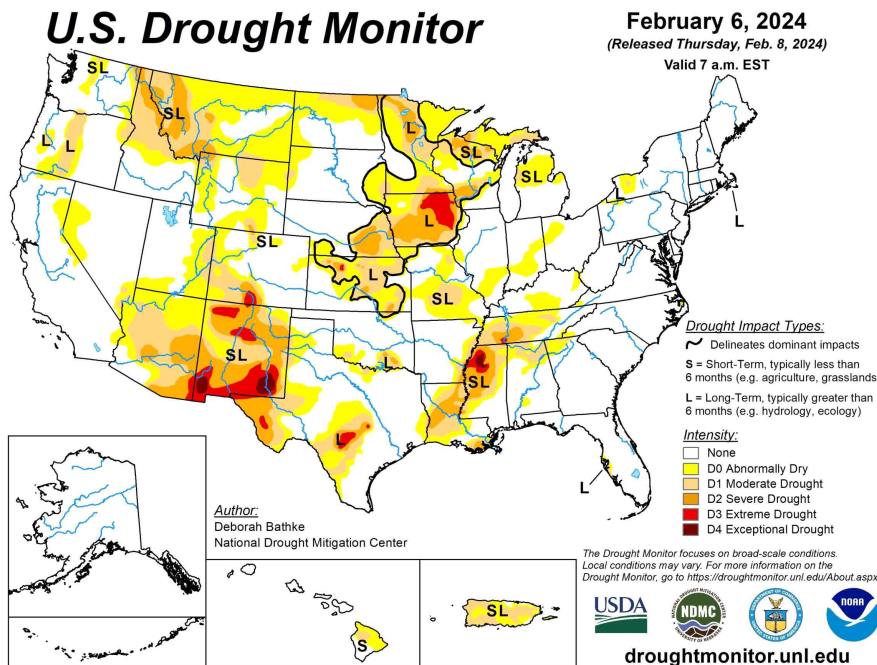 U.S. Drought Monitor
February 6, 2024
(Released Thursday, Feb. 8, 2024)
Valid 7 a.m. EST
SL
SL
L
L
L
SL
SL
L
L
L
SL
L
SL
SL
L
SL
L
L
Drought Impact Types:
Delineates dominant impacts
S = Short-Term, typically less than
6 months (e.g. agriculture, grasslands
L = Long-Term, typically greater than
6 months (e.g. hydrology, ecology)
Intensity:
None
D0 Abnormally Dry
D1 Moderate Drought
D2 Severe Drought
D3 Extreme Drought
D4 Exceptional Drought
Author:
Deborah Bathke
National Drought Mitigation Center
S
SL
The Drought Monitor focuses on broad-scale conditions.
Local conditions may vary. For more information on the
Drought Monitor, go to https://droughtmonitor.unl.edu/About.aspx
USDA
NDMC
NOAA
droughtmonitor.unl.edu